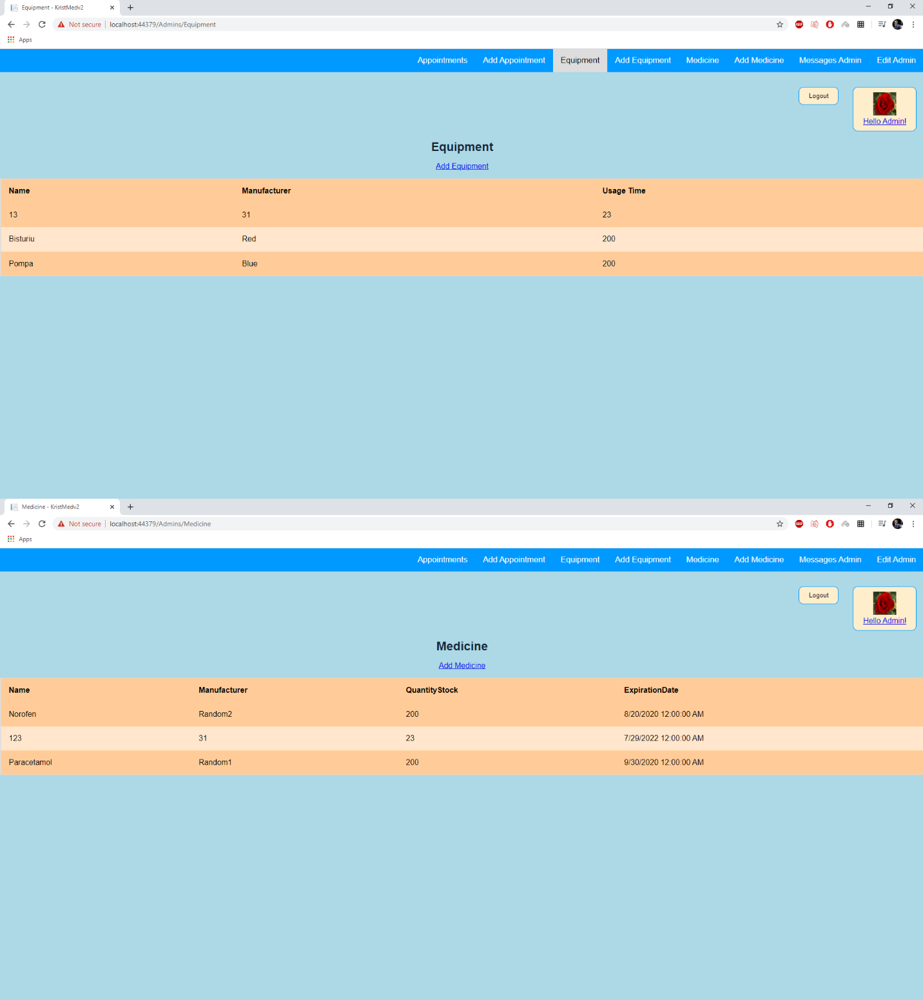 Equipment - KristMedv2
Not secure | localhost:44379/Admins/Equipment
ABP
Apps
Appointments Add Appointment Equipment Add Equipment Medicine Add Medicine Messages Admin Edit Admin
Logout
Hello Admin!
Equipment
Add Equipment
Name Manufacturer Usage Time
13 31 23
Bisturiu Red 200
Pompa Blue 200
Medicine - KristMedv2
Not secure | localhost:44379/Admins/Medicine
ABP
Apps
Appointments Add Appointment Equipment Add Equipment Medicine Add Medicine Messages Admin Edit Admin
Logout
Hello Admin!
Medicine
Add Medicine
Name Manufacturer QuantityStock ExpirationDate
Norofen Random2 200 8/20/2020 12:00:00 AM
123 31 23 7/29/2022 12:00:00 AM
Paracetamol Random1 200 9/30/2020 12:00:00 AM